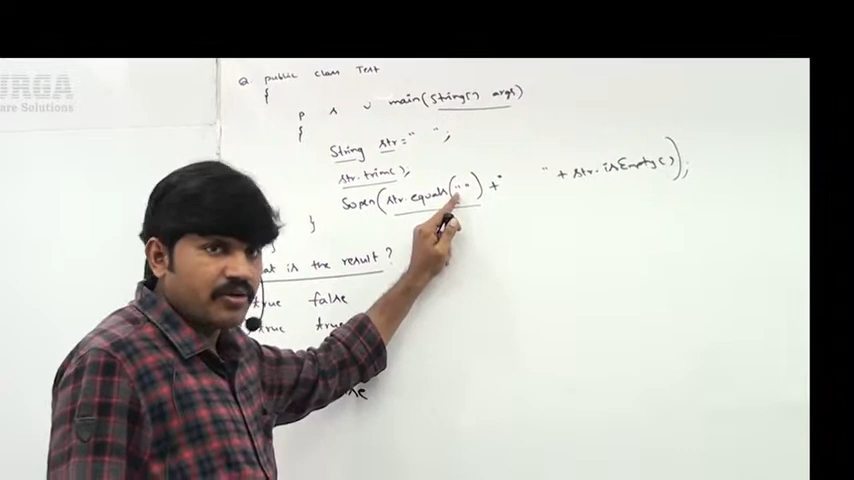 URGA
are Solutions
Q. public class Test
{
p s v main(String[] args)
{
String str=" ";
str.trim();
Sopln(str.equals("")+" "+str.isEmpty());
}
}
at is the result?
true false
true true